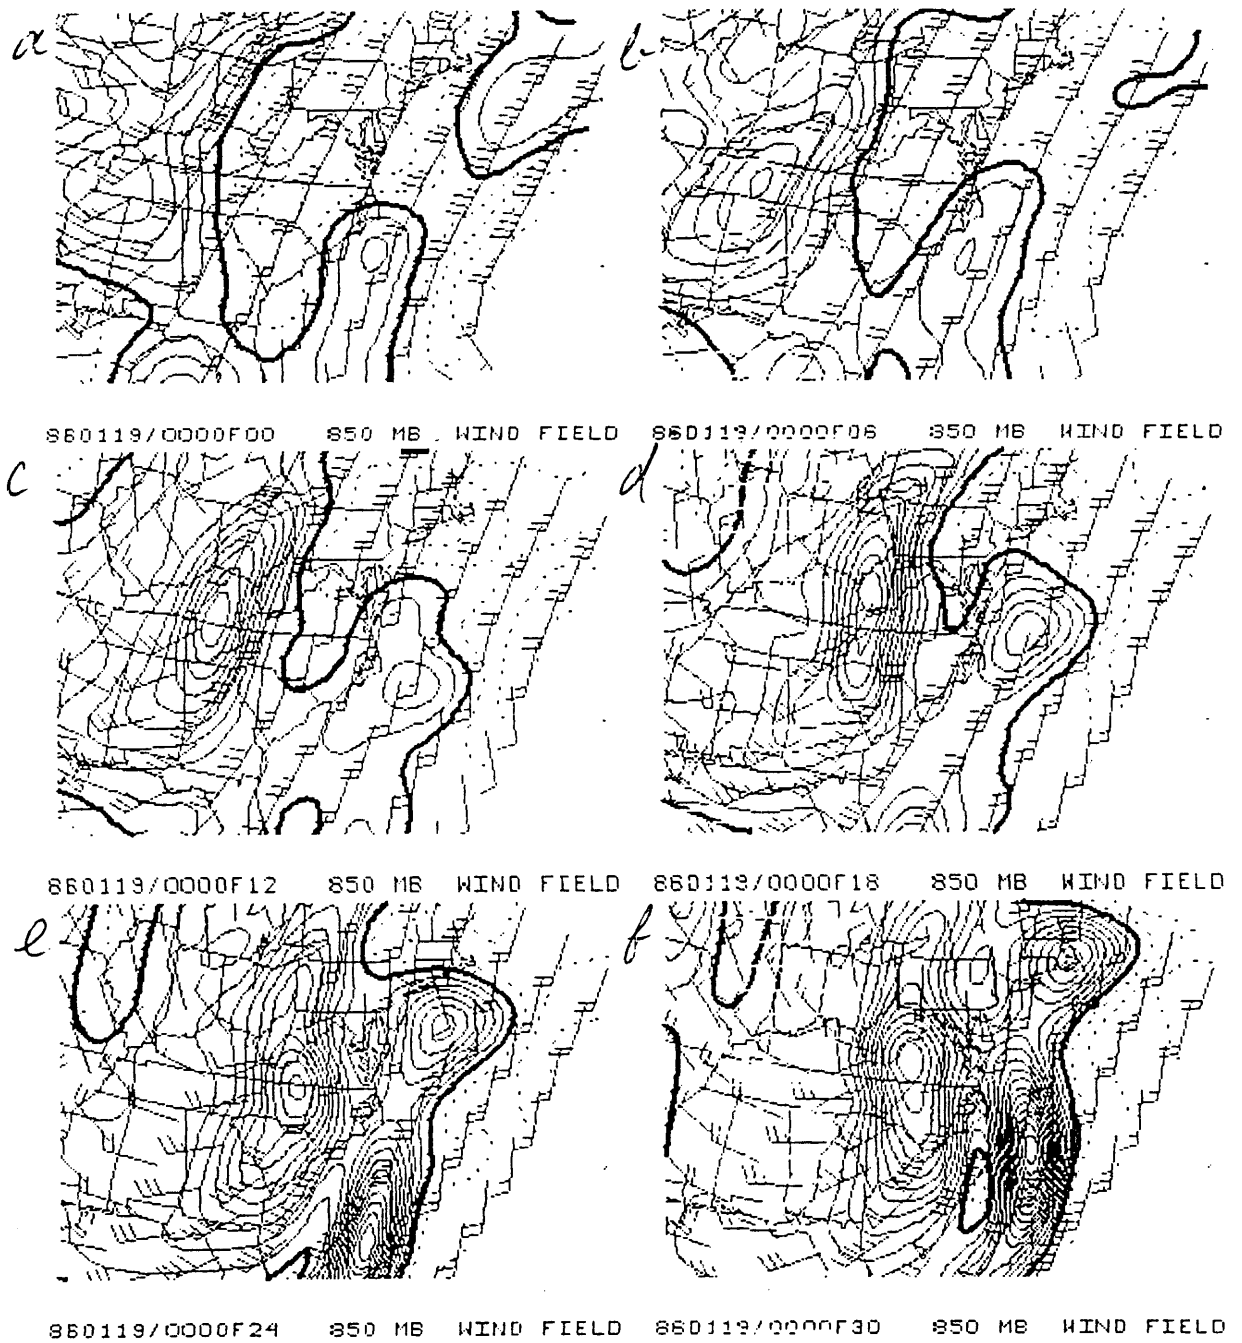 a
b
860119/0000F00 850 MB WIND FIELD
860119/0000F06 850 MB WIND FIELD
c
d
860119/0000F12 850 MB WIND FIELD
860119/0000F18 850 MB WIND FIELD
e
f
860119/0000F24 850 MB WIND FIELD
860119/0000F30 850 MB WIND FIELD